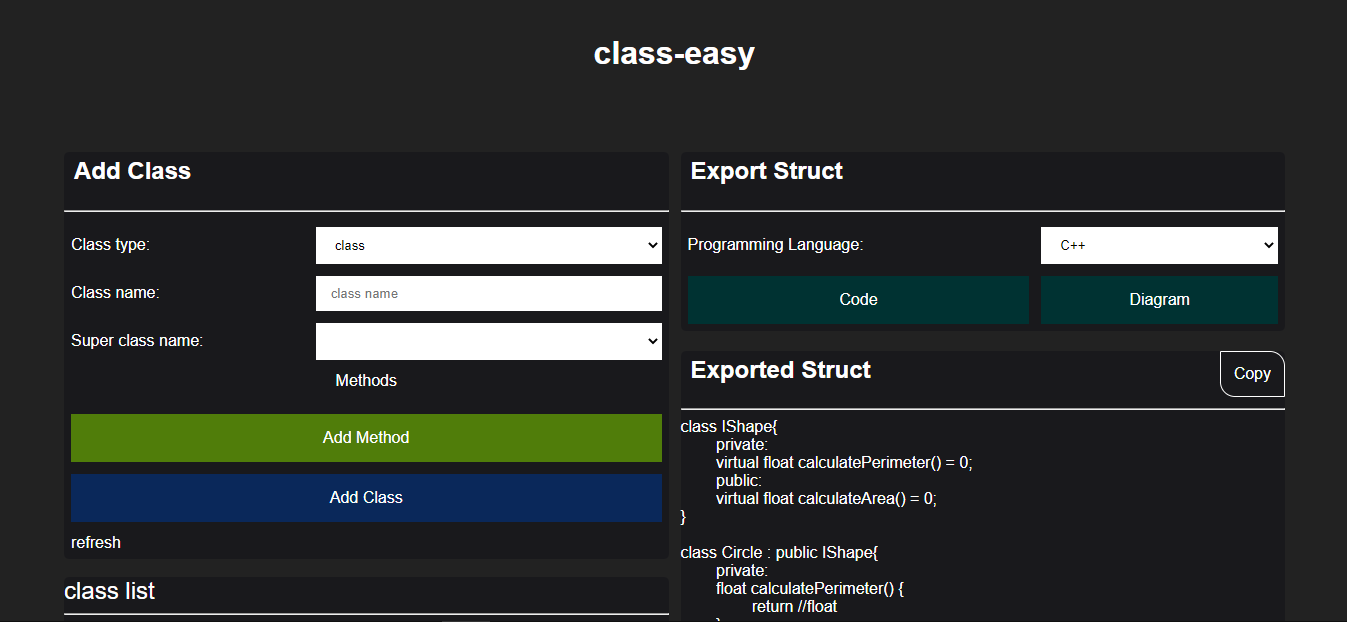 class-easy
Add Class
Class type:
class
Class name:
class name
Super class name:
Methods
Add Method
Add Class
refresh
class list
Export Struct
Programming Language:
C++
Code
Diagram
Exported Struct
Copy
class IShape{
private:
virtual float calculatePerimeter() = 0;
public:
virtual float calculateArea() = 0;
}
class Circle : public IShape{
private:
float calculatePerimeter() {
return //float